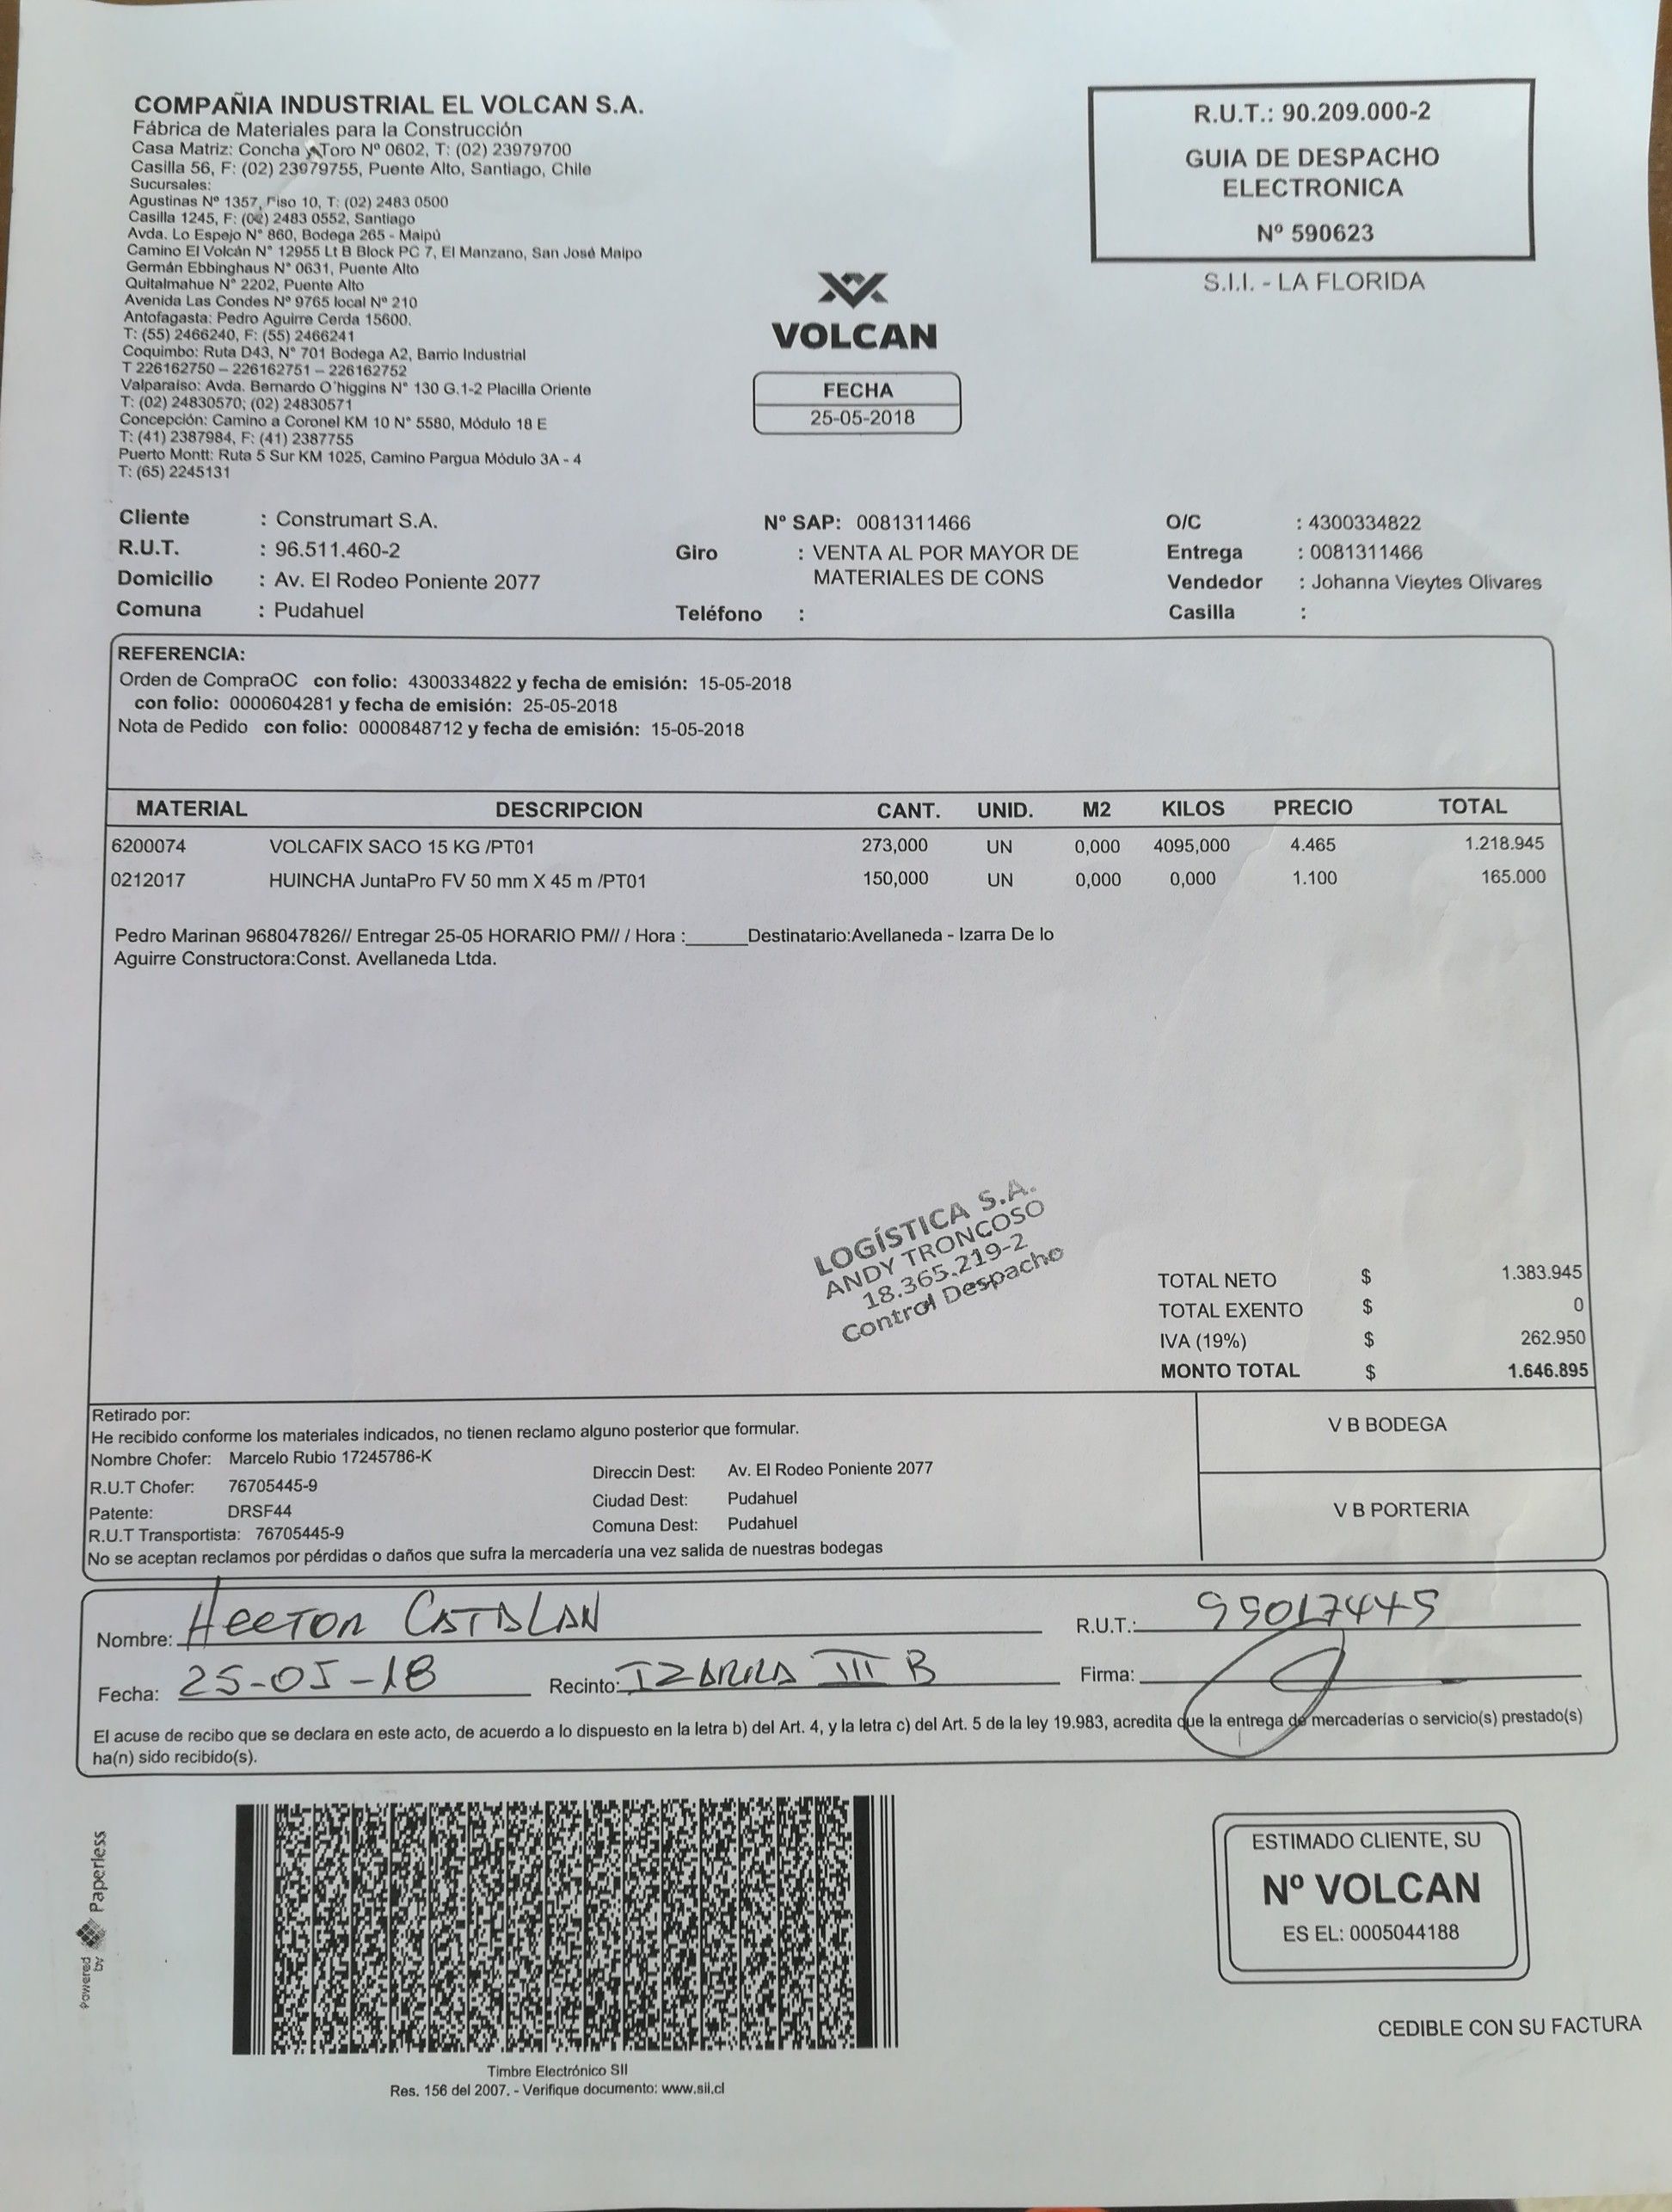 COMPAÑIA INDUSTRIAL EL VOLCAN S.A.
Fábrica de Materiales para la Construcción
Casa Matriz: Concha y Toro Nº 0602, T: (02) 23979700
Casilla 56, F: (02) 23979755, Puente Alto, Santiago, Chile
Sucursales:
Agustinas Nº 1357, Piso 10, T: (02) 2483 0500
Casilla 1245, F: (02) 2483 0552, Santiago
Avda. Lo Espejo N° 860, Bodega 265 - Maipú
Camino El Volcán N° 12955 Lt B Block PC 7, El Manzano, San José Maipo
Germán Ebbinghaus N° 0631, Puente Alto
Quitalmahue N° 2202, Puente Alto
Avenida Las Condes Nº 9765 local Nº 210
Antofagasta: Pedro Aguirre Cerda 15600.
T: (55) 2466240, F: (55) 2466241
Coquimbo: Ruta D43, N° 701 Bodega A2, Barrio Industrial
T 226162750 – 226162751 – 226162752
Valparaíso: Avda. Bernardo O'higgins N° 130 G.1-2 Placilla Oriente
T: (02) 24830570; (02) 24830571
Concepción: Camino a Coronel KM 10 N° 5580, Módulo 18 E
T: (41) 2387984, F: (41) 2387755
Puerto Montt: Ruta 5 Sur KM 1025, Camino Pargua Módulo 3A - 4
T: (65) 2245131
R.U.T.: 90.209.000-2
GUIA DE DESPACHO
ELECTRONICA
Nº 590623
S.I.I. - LA FLORIDA
VOLCAN
FECHA
25-05-2018
Cliente : Construmart S.A. Nº SAP: 0081311466 O/C : 4300334822
R.U.T. : 96.511.460-2 Giro : VENTA AL POR MAYOR DE Entrega : 0081311466
Domicilio : Av. El Rodeo Poniente 2077 MATERIALES DE CONS Vendedor : Johanna Vieytes Olivares
Comuna : Pudahuel Teléfono : Casilla :
REFERENCIA:
Orden de CompraOC con folio: 4300334822 y fecha de emisión: 15-05-2018
con folio: 0000604281 y fecha de emisión: 25-05-2018
Nota de Pedido con folio: 0000848712 y fecha de emisión: 15-05-2018
MATERIAL DESCRIPCION CANT. UNID. M2 KILOS PRECIO TOTAL
6200074 VOLCAFIX SACO 15 KG /PT01 273,000 UN 0,000 4095,000 4.465 1.218.945
0212017 HUINCHA JuntaPro FV 50 mm X 45 m /PT01 150,000 UN 0,000 0,000 1.100 165.000
Pedro Marinan 968047826// Entregar 25-05 HORARIO PM// / Hora :______Destinatario:Avellaneda - Izarra De lo
Aguirre Constructora:Const. Avellaneda Ltda.
LOGÍSTICA S.A.
ANDY TRONCOSO
18.365.219-2
Control Despacho
TOTAL NETO $ 1.383.945
TOTAL EXENTO $ 0
IVA (19%) $ 262.950
MONTO TOTAL $ 1.646.895
Retirado por:
He recibido conforme los materiales indicados, no tienen reclamo alguno posterior que formular.
Nombre Chofer: Marcelo Rubio 17245786-K
R.U.T Chofer: 76705445-9
Patente: DRSF44
R.U.T Transportista: 76705445-9
Direccin Dest: Av. El Rodeo Poniente 2077
Ciudad Dest: Pudahuel
Comuna Dest: Pudahuel
No se aceptan reclamos por pérdidas o daños que sufra la mercadería una vez salida de nuestras bodegas
V B BODEGA
V B PORTERIA
Nombre: HECTOR CATALAN R.U.T.: 95017445
Fecha: 25-05-18 Recinto: IZARRA III B Firma:
El acuse de recibo que se declara en este acto, de acuerdo a lo dispuesto en la letra b) del Art. 4, y la letra c) del Art. 5 de la ley 19.983, acredita que la entrega de mercaderías o servicio(s) prestado(s)
ha(n) sido recibido(s).
Powered by Paperless
Timbre Electrónico SII
Res. 156 del 2007. - Verifique documento: www.sii.cl
ESTIMADO CLIENTE, SU
Nº VOLCAN
ES EL: 0005044188
CEDIBLE CON SU FACTURA